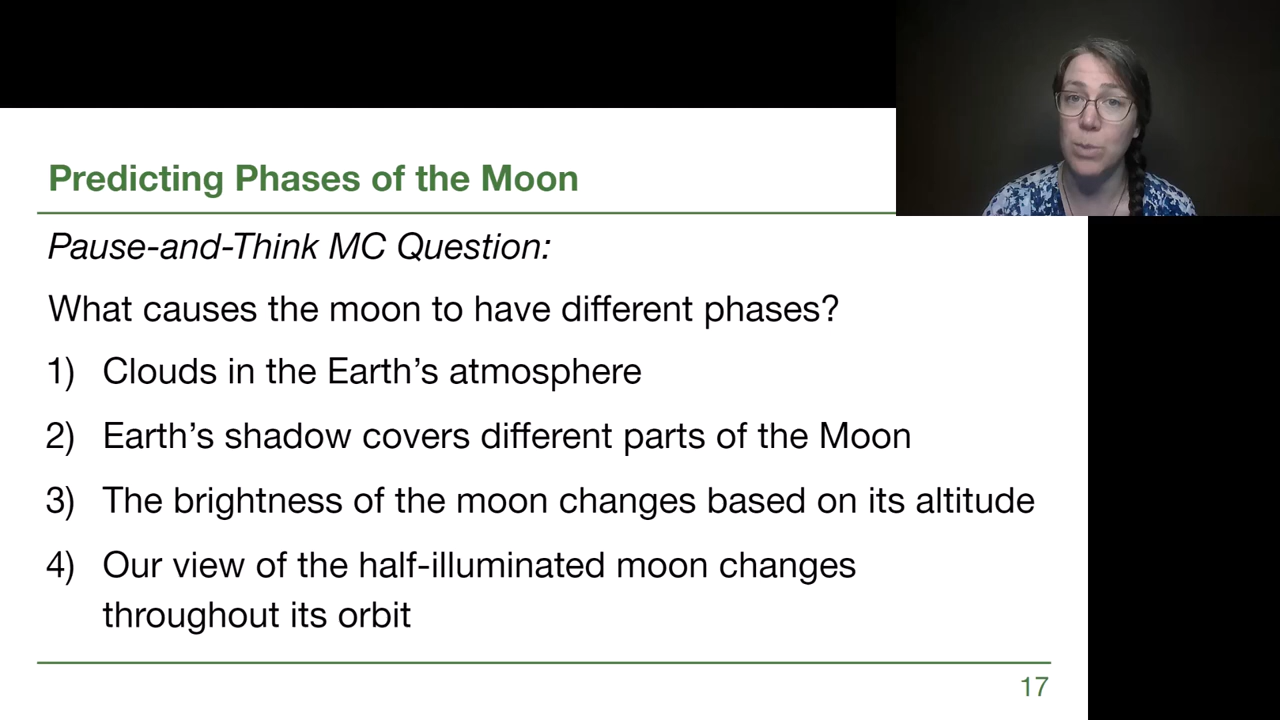 Predicting Phases of the Moon
Pause-and-Think MC Question:
What causes the moon to have different phases?
1) Clouds in the Earth’s atmosphere
2) Earth’s shadow covers different parts of the Moon
3) The brightness of the moon changes based on its altitude
4) Our view of the half-illuminated moon changes
throughout its orbit
17